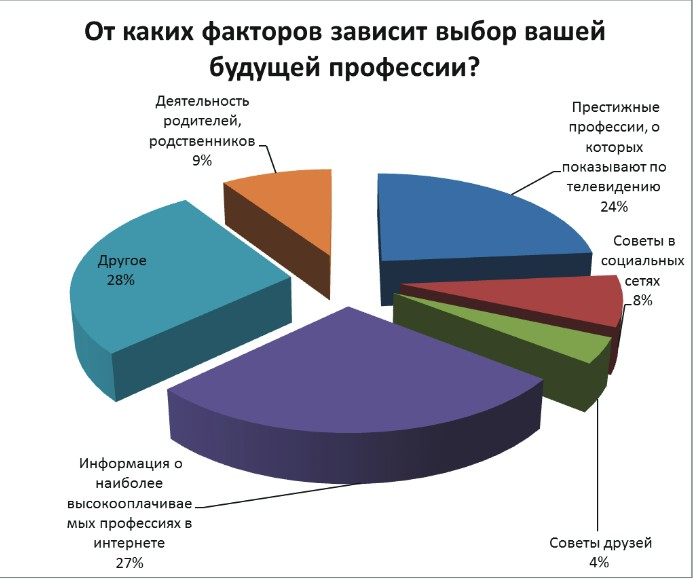 От каких факторов зависит выбор вашей
будущей профессии?
Деятельность
родителей,
родственников
9%
Престижные
профессии, о
которых
показывают по
телевидению
24%
Советы в
социальных
сетях
8%
Другое
28%
Информация о
наиболее
высокооплачивае
мых профессиях в
интернете
27%
Советы друзей
4%